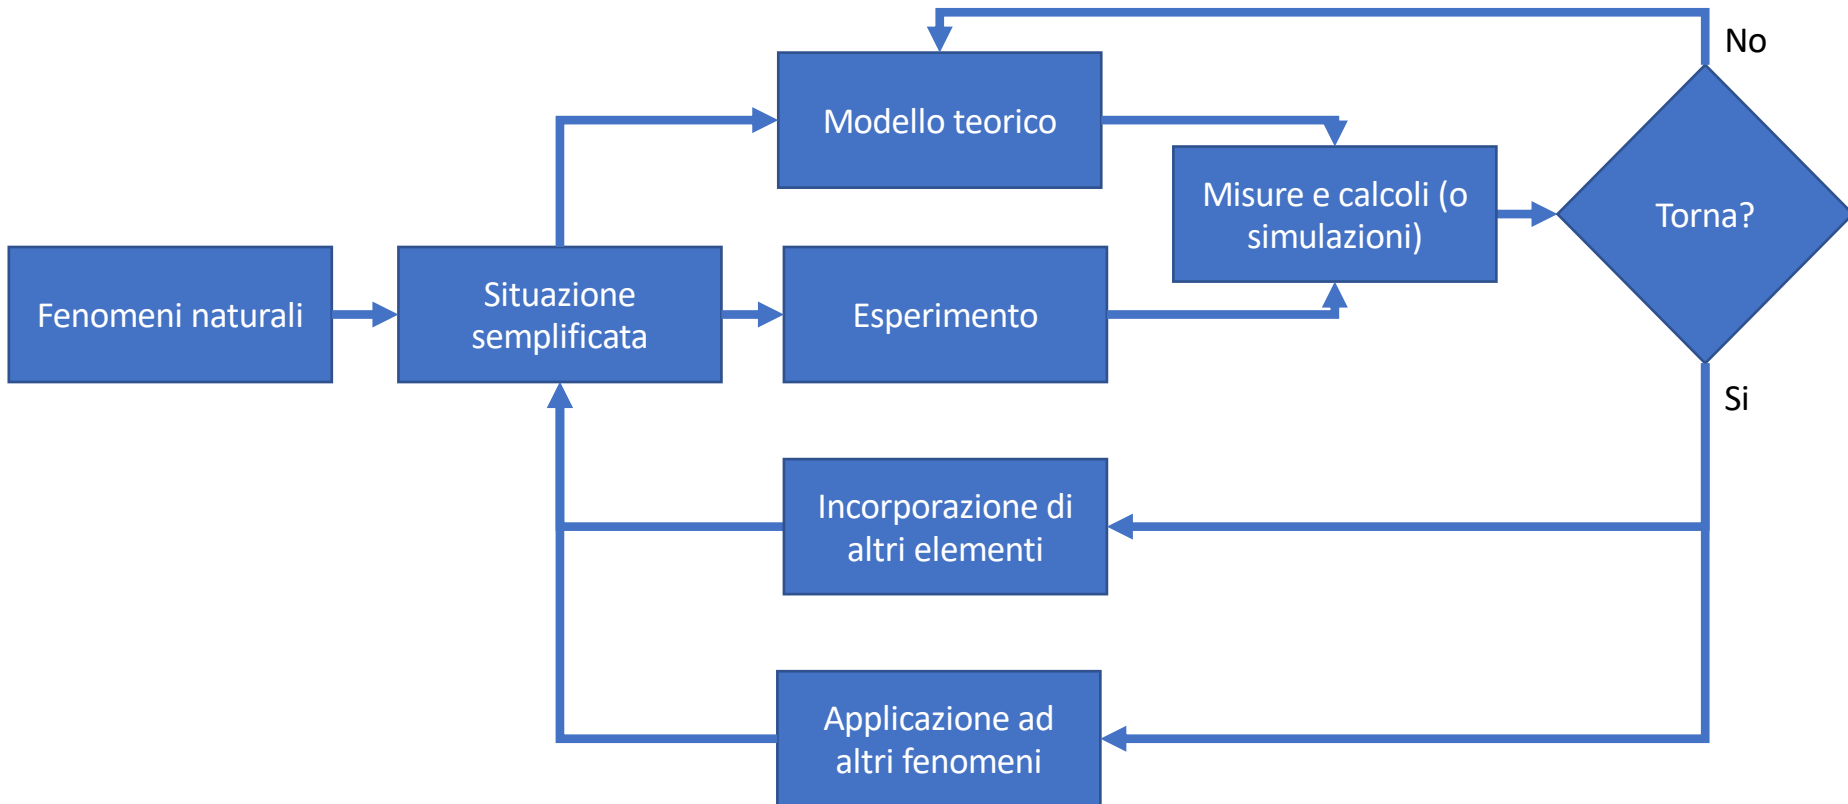 No
Modello teorico
Misure e calcoli (o
simulazioni)
Torna?
Fenomeni naturali
Situazione
semplificata
Esperimento
Si
Incorporazione di
altri elementi
Applicazione ad
altri fenomeni